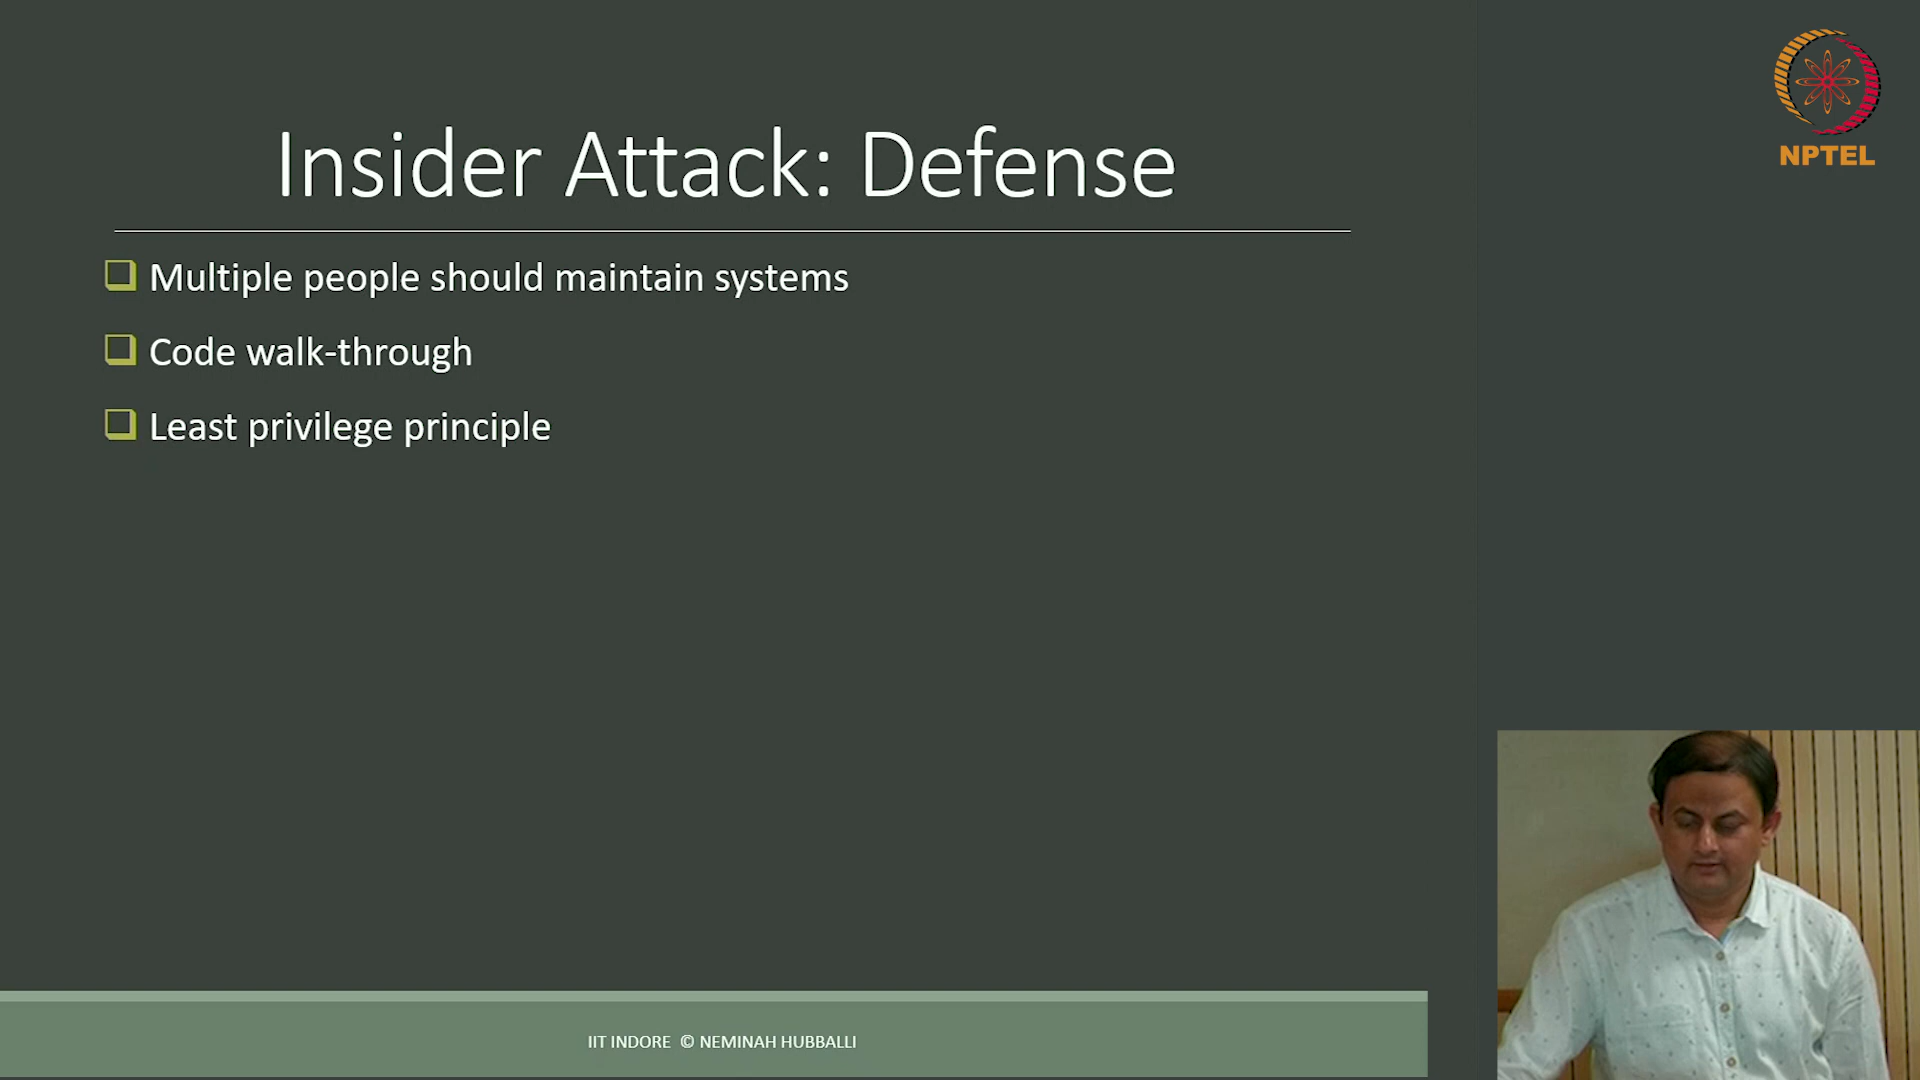 NPTEL
Insider Attack: Defense
Multiple people should maintain systems
Code walk-through
Least privilege principle
IIT INDORE © NEMINAH HUBBALLI